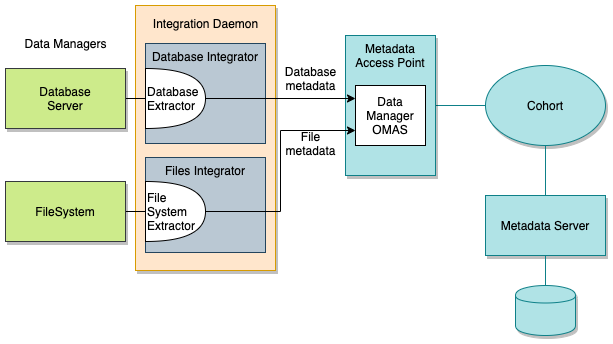 Integration Daemon
Data Managers
Database Integrator
Database
Server
Database
Extractor
Database
metadata
Metadata
Access Point
Data
Manager
OMAS
Cohort
File
metadata
Files Integrator
FileSystem
File
System
Extractor
Metadata Server